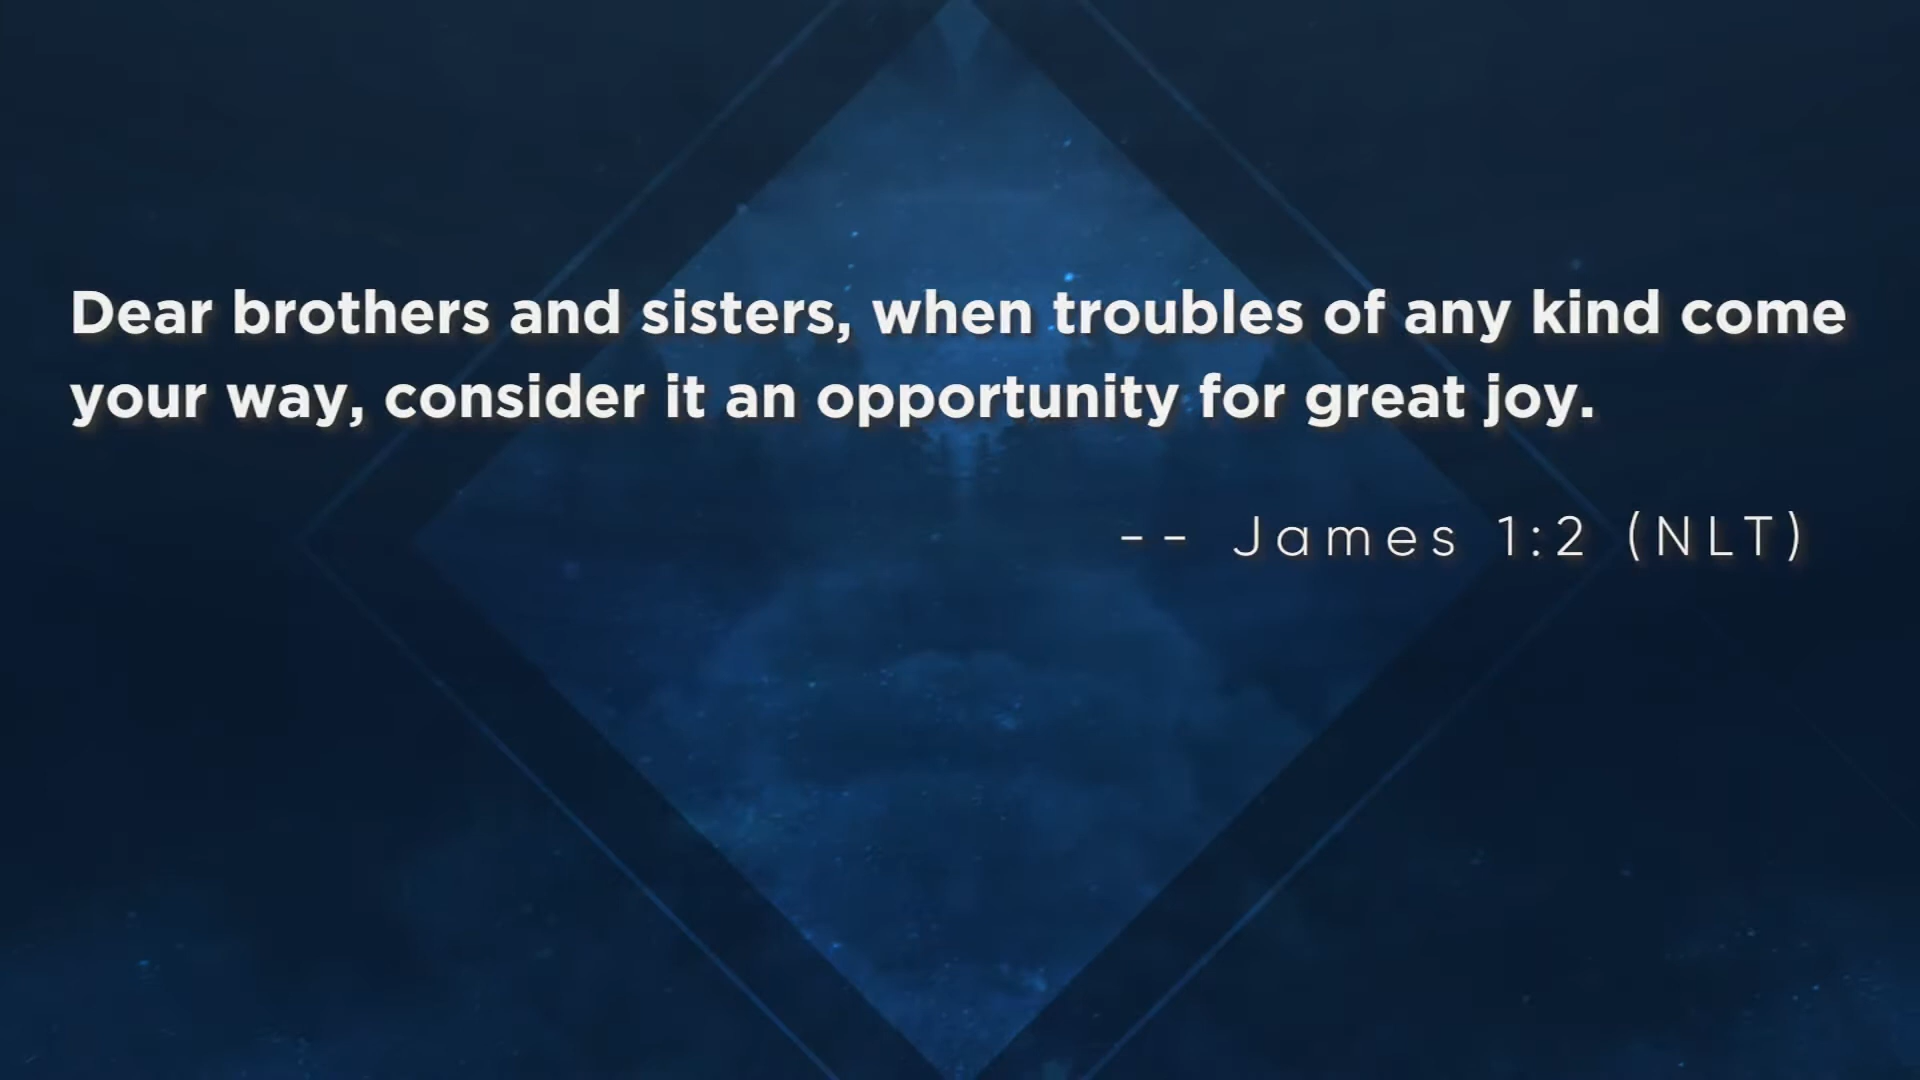 Dear brothers and sisters, when troubles of any kind come
your way, consider it an opportunity for great joy.
-- James 1:2 (NLT)